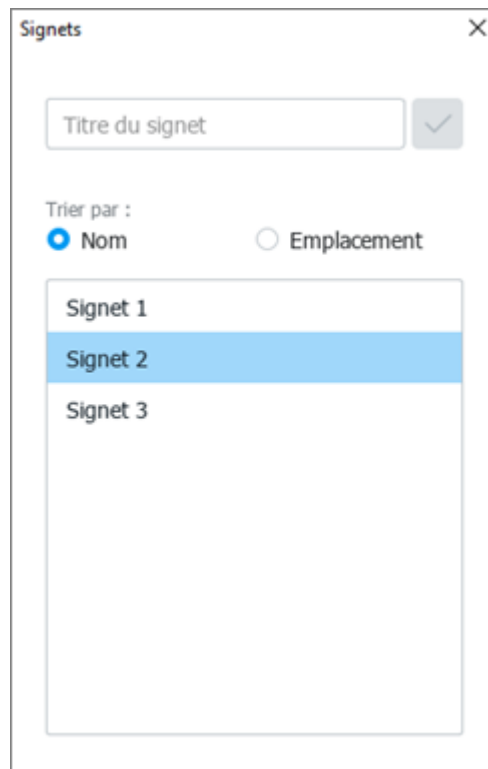 Signets
Titre du signet
Trier par :
Nom
Emplacement
Signet 1
Signet 2
Signet 3